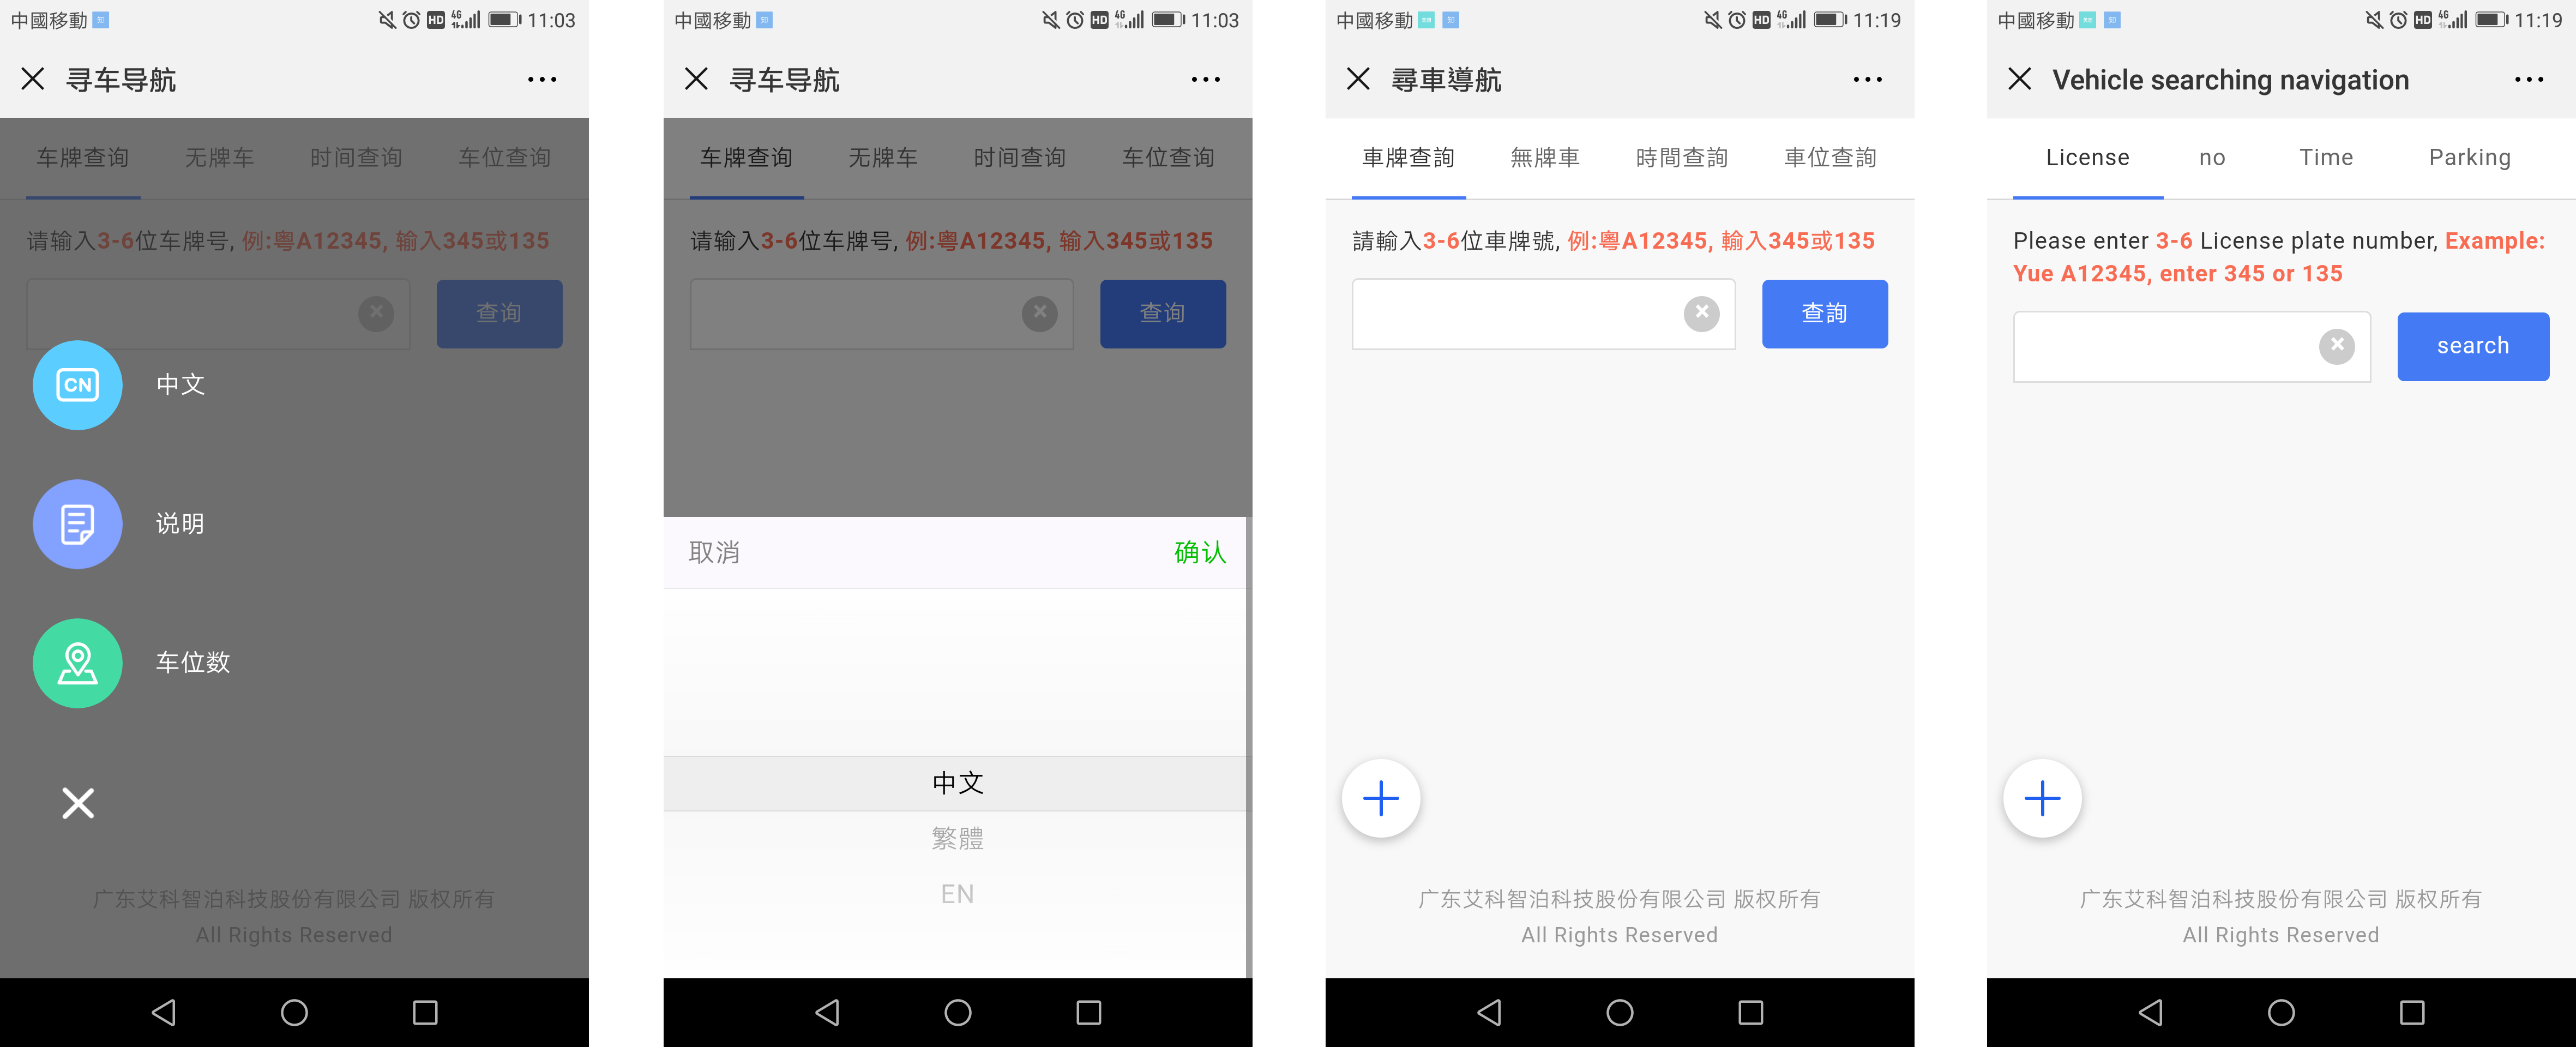 中國移動 知 HD 4G 11:03
寻车导航
车牌查询 无牌车 时间查询 车位查询
请输入3-6位车牌号, 例:粤A12345, 输入345或135
查询
CN 中文
说明
车位数
广东艾科智泊科技股份有限公司 版权所有
All Rights Reserved
中國移動 知 HD 4G 11:03
寻车导航
车牌查询 无牌车 时间查询 车位查询
请输入3-6位车牌号, 例:粤A12345, 输入345或135
查询
取消 确认
中文
繁體
EN
中國移動 知 HD 4G 11:19
尋車導航
車牌查詢 無牌車 時間查詢 車位查詢
請輸入3-6位車牌號, 例:粵A12345, 輸入345或135
查詢
广东艾科智泊科技股份有限公司 版权所有
All Rights Reserved
中國移動 知 HD 4G 11:19
Vehicle searching navigation
License no Time Parking
Please enter 3-6 License plate number, Example:
Yue A12345, enter 345 or 135
search
广东艾科智泊科技股份有限公司 版权所有
All Rights Reserved